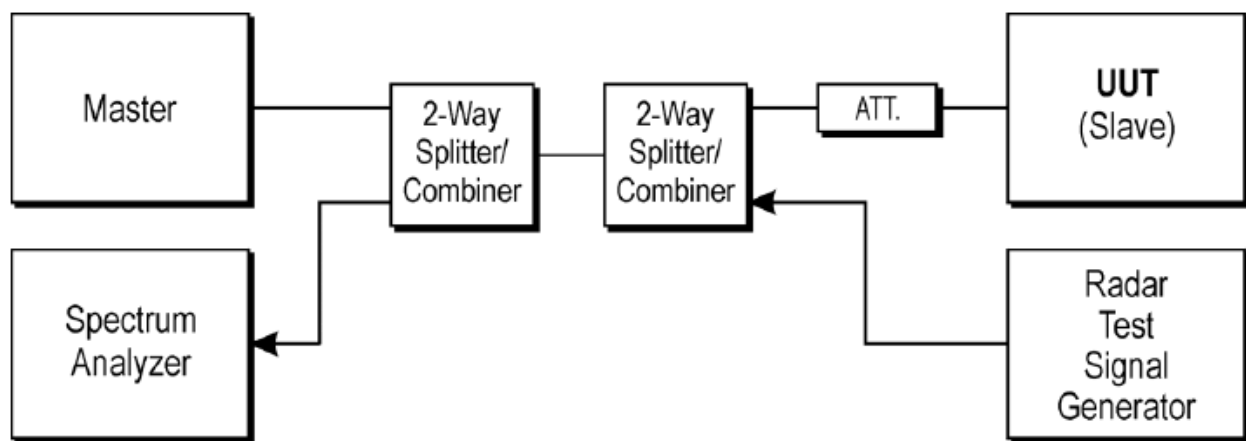 Master
2-Way
Splitter/
Combiner
2-Way
Splitter/
Combiner
ATT.
UUT
(Slave)
Spectrum
Analyzer
Radar
Test
Signal
Generator